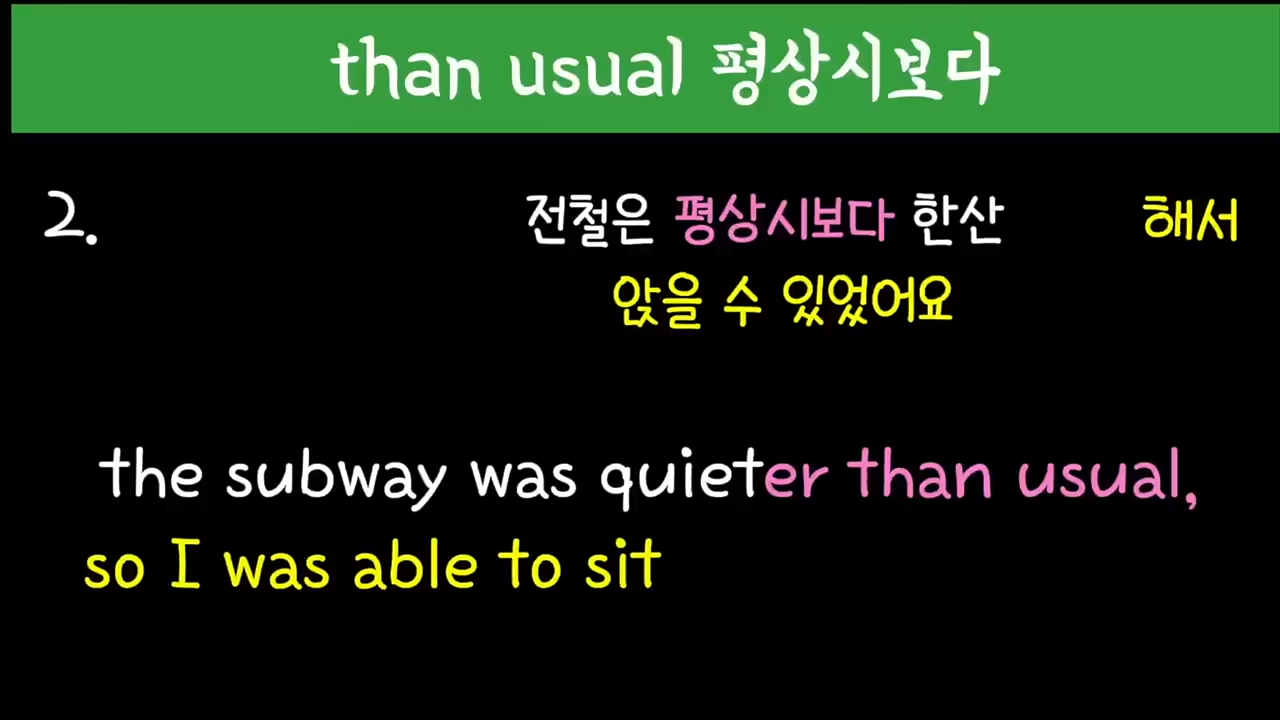 than usual 평상시보다
2. 전철은 평상시보다 한산 해서
앉을 수 있었어요
the subway was quieter than usual,
so I was able to sit